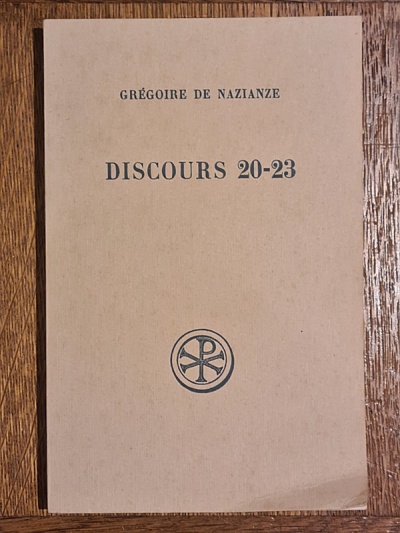 GRÉGOIRE DE NAZIANZE
DISCOURS 20-23